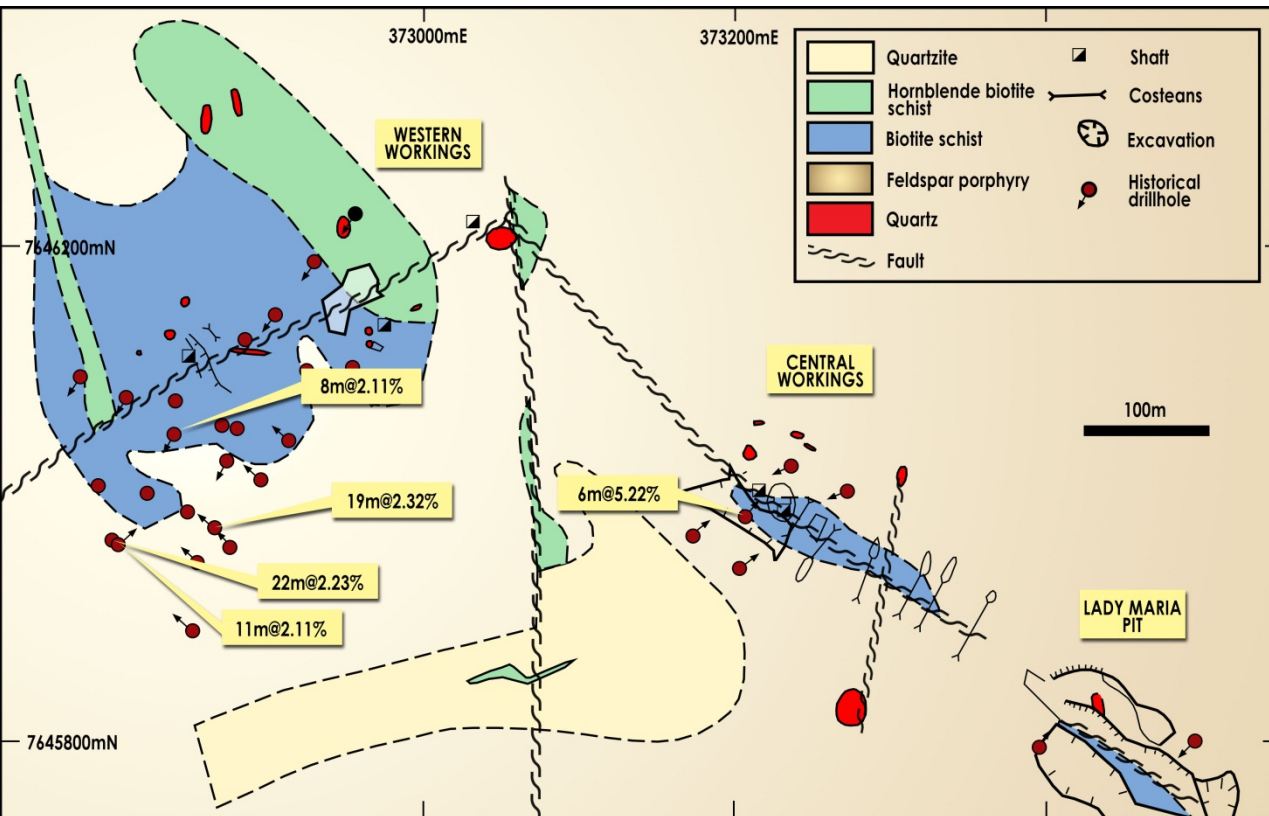 373000mE
373200mE
Quartzite
Hornblende biotite
schist
Biotite schist
Feldspar porphyry
Quartz
Fault
Shaft
Costeans
Excavation
Historical
drillhole
WESTERN
WORKINGS
7646200mN
CENTRAL
WORKINGS
8m@2.11%
100m
6m@5.22%
19m@2.32%
22m@2.23%
11m@2.11%
LADY MARIA
PIT
7645800mN